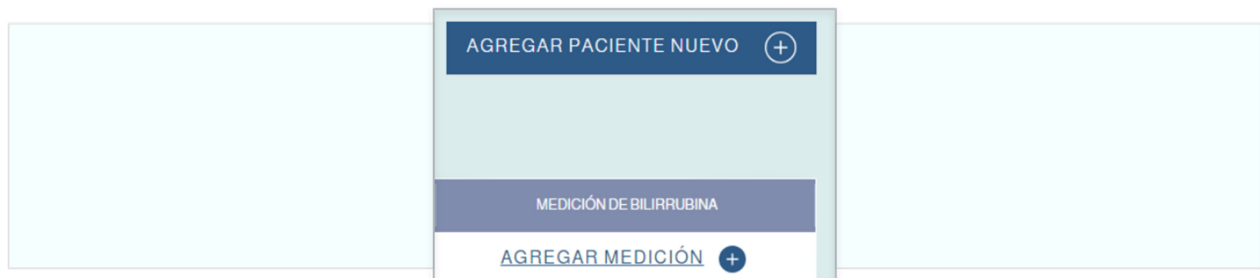 AGREGAR PACIENTE NUEVO
MEDICIÓN DE BILIRRUBINA
AGREGAR MEDICIÓN